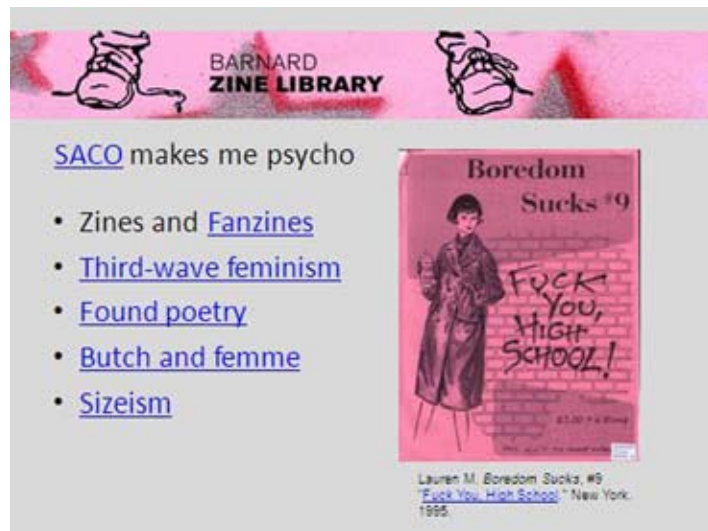 BARNARD
ZINE LIBRARY
SACO makes me psycho
• Zines and Fanzines
• Third-wave feminism
• Found poetry
• Butch and femme
• Sizeism
Boredom
Sucks #9
FUCK
YOU,
HIGH
SCHOOL!
Lauren M. Boredom Sucks, #9
"Fuck You, High School." New York.
1995.